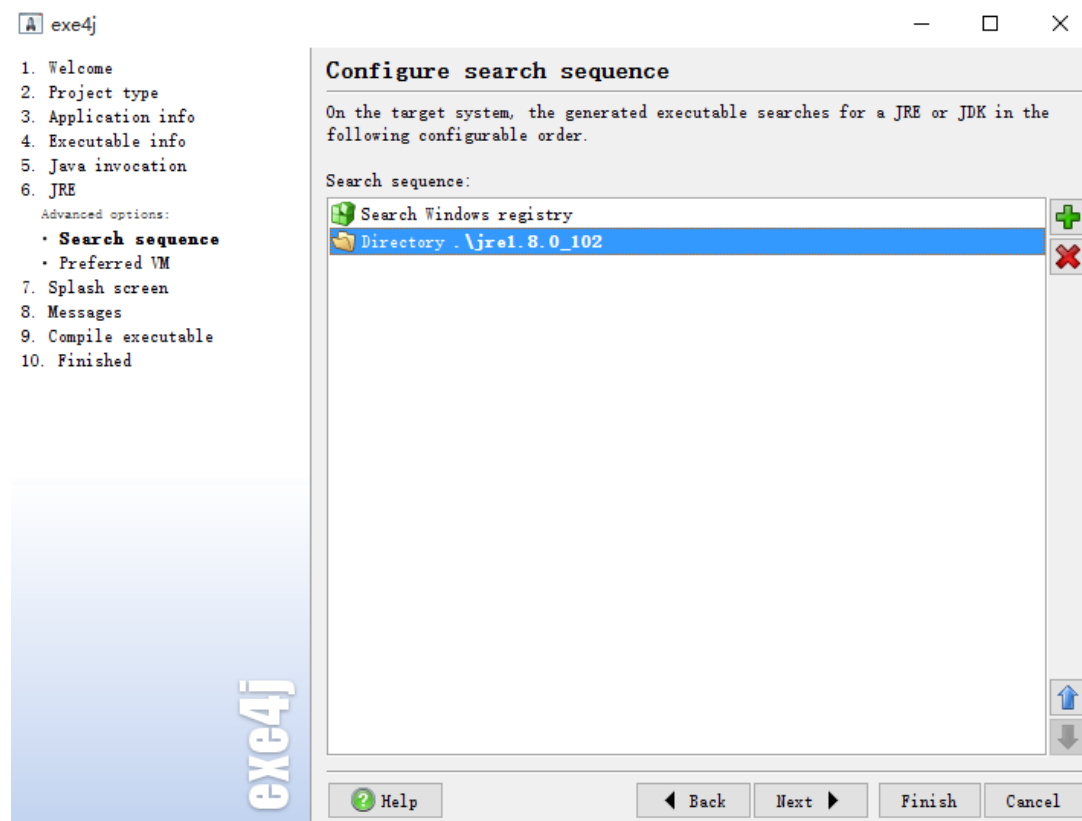 exe4j
1. Welcome
2. Project type
3. Application info
4. Executable info
5. Java invocation
6. JRE
Advanced options:
· Search sequence
· Preferred VM
7. Splash screen
8. Messages
9. Compile executable
10. Finished
exe4j
Configure search sequence
On the target system, the generated executable searches for a JRE or JDK in the
following configurable order.
Search sequence:
Search Windows registry
Directory .\jre1.8.0_102
Help
Back
Next
Finish
Cancel